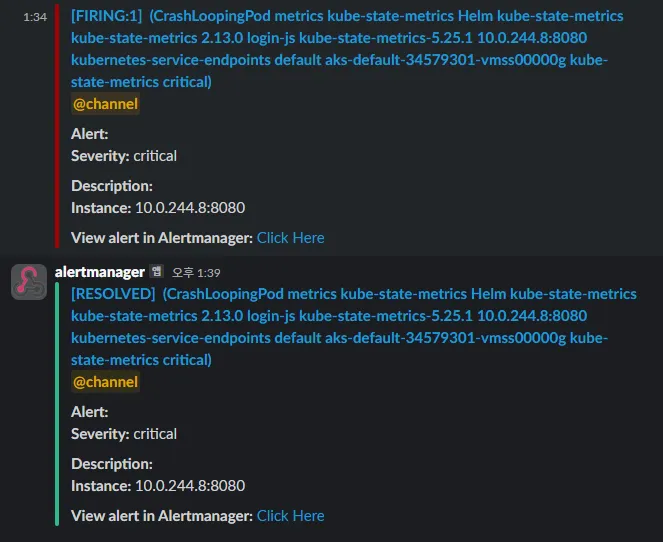 1:34
[FIRING:1] (CrashLoopingPod metrics kube-state-metrics Helm kube-state-metrics
kube-state-metrics 2.13.0 login-js kube-state-metrics-5.25.1 10.0.244.8:8080
kubernetes-service-endpoints default aks-default-34579301-vmss00000g kube-
state-metrics critical)
@channel
Alert:
Severity: critical
Description:
Instance: 10.0.244.8:8080
View alert in Alertmanager: Click Here
alertmanager 앱 오후 1:39
[RESOLVED] (CrashLoopingPod metrics kube-state-metrics Helm kube-state-metrics
kube-state-metrics 2.13.0 login-js kube-state-metrics-5.25.1 10.0.244.8:8080
kubernetes-service-endpoints default aks-default-34579301-vmss00000g kube-
state-metrics critical)
@channel
Alert:
Severity: critical
Description:
Instance: 10.0.244.8:8080
View alert in Alertmanager: Click Here